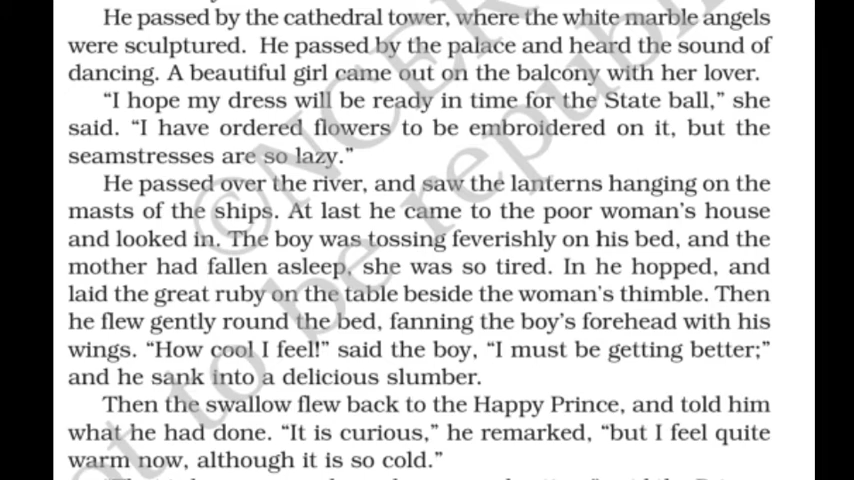 He passed by the cathedral tower, where the white marble angels
were sculptured. He passed by the palace and heard the sound of
dancing. A beautiful girl came out on the balcony with her lover.
“I hope my dress will be ready in time for the State ball,” she
said. “I have ordered flowers to be embroidered on it, but the
seamstresses are so lazy.”
He passed over the river, and saw the lanterns hanging on the
masts of the ships. At last he came to the poor woman’s house
and looked in. The boy was tossing feverishly on his bed, and the
mother had fallen asleep, she was so tired. In he hopped, and
laid the great ruby on the table beside the woman’s thimble. Then
he flew gently round the bed, fanning the boy’s forehead with his
wings. “How cool I feel!” said the boy, “I must be getting better;”
and he sank into a delicious slumber.
Then the swallow flew back to the Happy Prince, and told him
what he had done. “It is curious,” he remarked, “but I feel quite
warm now, although it is so cold.”
©NCER
to be republi